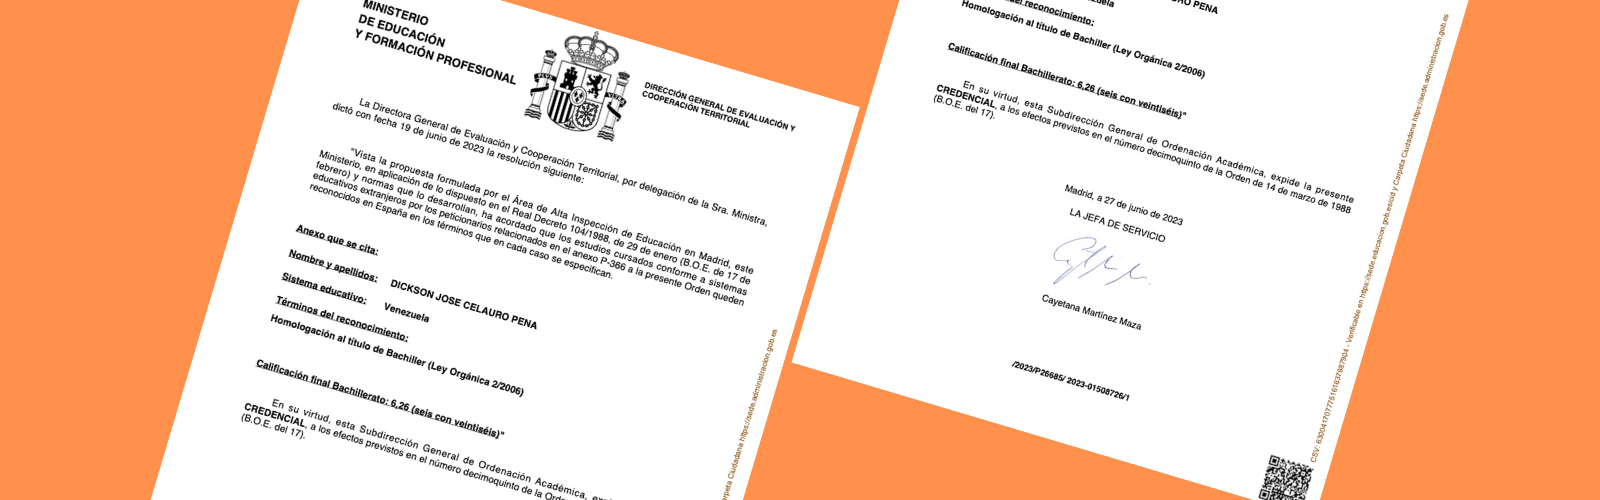 MINISTERIO
DE EDUCACIÓN
Y FORMACIÓN PROFESIONAL
PLUS
DIRECCIÓN GENERAL DE EVALUACIÓN Y
COOPERACIÓN TERRITORIAL
La Directora General de Evaluación y Cooperación Territorial, por delegación de la Sra. Ministra,
dictó con fecha 19 de junio de 2023 la resolución siguiente:
"Vista la propuesta formulada por el Área de Alta Inspección de Educación en Madrid, este
Ministerio, en aplicación de lo dispuesto en el Real Decreto 104/1988, de 29 de enero (B.O.E. de 17 de
febrero) y normas que lo desarrollan, ha acordado que los estudios cursados conforme a sistemas
educativos extranjeros por los peticionarios relacionados en el anexo P-366 a la presente Orden queden
reconocidos en España en los términos que en cada caso se especifican.
Anexo que se cita:
Nombre y apellidos: DICKSON JOSE CELAURO PENA
Sistema educativo: Venezuela
Términos del reconocimiento:
Homologación al título de Bachiller (Ley Orgánica 2/2006)
Calificación final Bachillerato: 6,26 (seis con veintiséis)"
En su virtud, esta Subdirección General de Ordenación Académica,
CREDENCIAL, a los efectos previstos en el número decimoquinto de la
(B.O.E. del 17).
Carpeta Ciudadana https://sede.administracion.gob.es
AURO PENA
del reconocimiento:
Homologación al título de Bachiller (Ley Orgánica 2/2006)
Calificación final Bachillerato: 6,26 (seis con veintiséis)"
En su virtud, esta Subdirección General de Ordenación Académica, expide la presente
CREDENCIAL, a los efectos previstos en el número decimoquinto de la Orden de 14 de marzo de 1988
(B.O.E. del 17).
Madrid, a 27 de junio de 2023
LA JEFA DE SERVICIO
Cayetana Martínez Maza
/2023/P26685/ 2023-01508726/1
Verificable en https://sede.educacion.gob.es/cid y Carpeta Ciudadana https://sede.administracion.gob.es